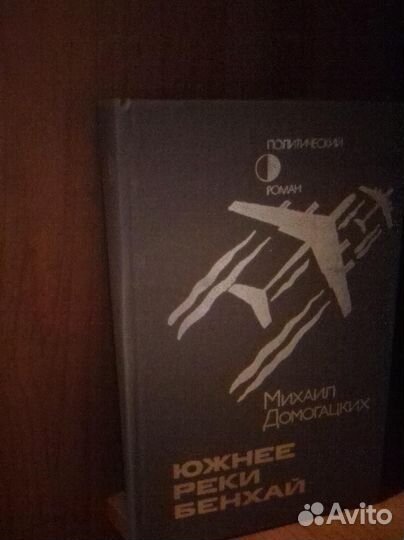 ПОЛИТИЧЕСКИЙ
РОМАН
МИХАИЛ
ДОМОГАЦКИХ
ЮЖНЕЕ
РЕКИ
БЕНХАЙ
Avito